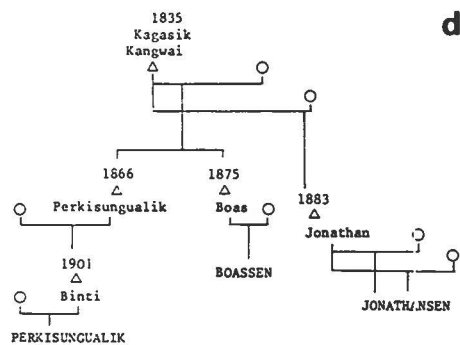 d
1835
Kagasik
Kangwai
1866
1875
Perkisungualik
Boas
1883
Jonathan
1901
Binti
BOASSEN
JONATHANSEN
PERKISUNGUALIK